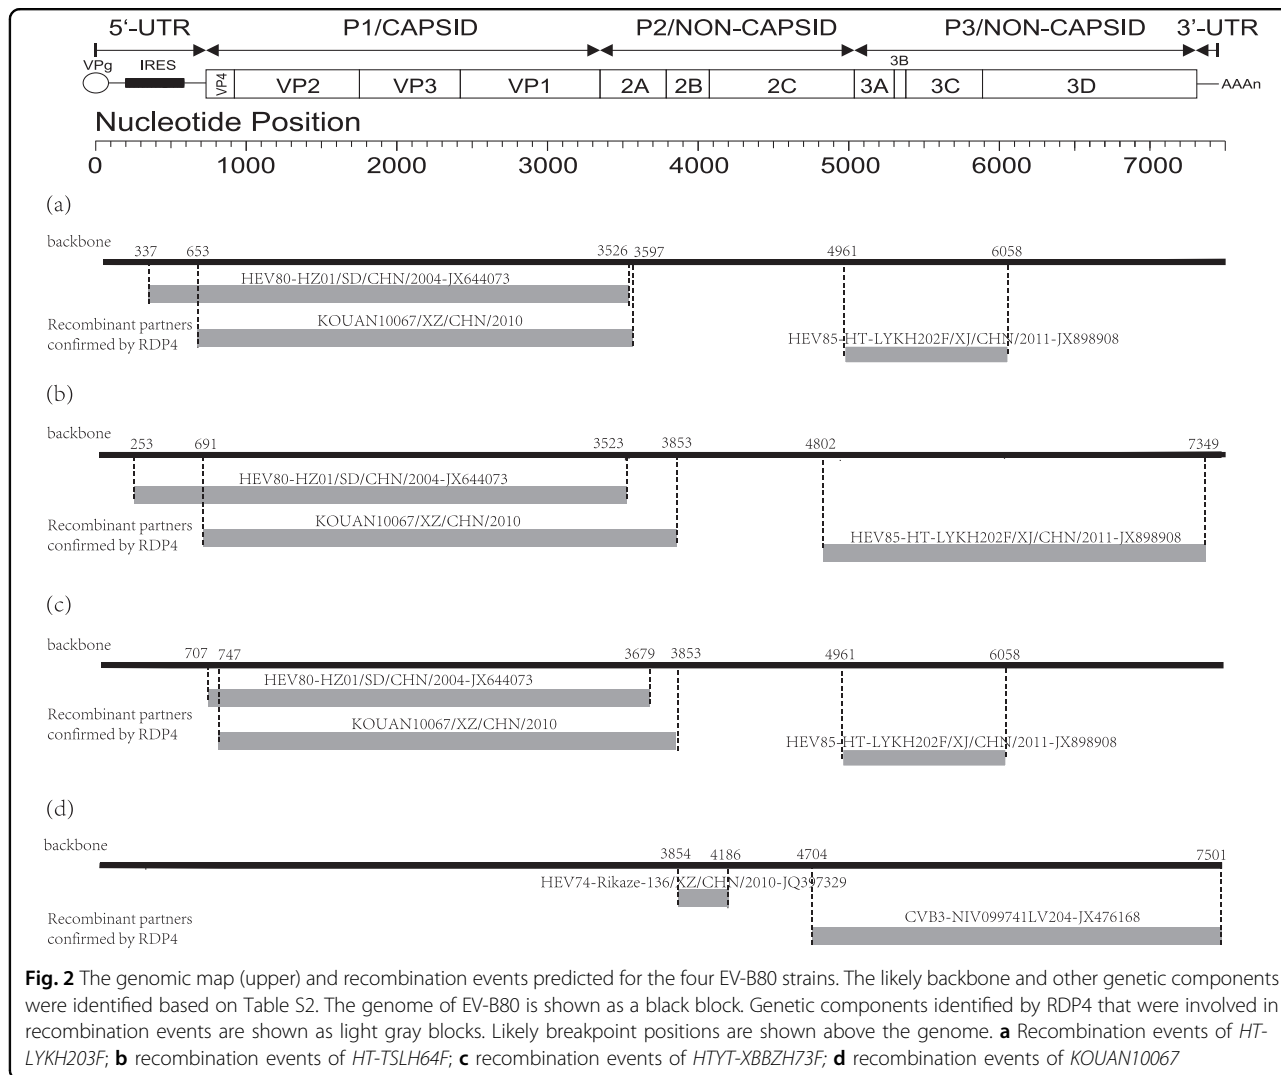 5‘-UTR P1/CAPSID P2/NON-CAPSID P3/NON-CAPSID 3’-UTR
VPg IRES 3B
VP4 VP2 VP3 VP1 2A 2B 2C 3A 3C 3D AAAn
Nucleotide Position
0 1000 2000 3000 4000 5000 6000 7000
(a)
backbone 337 653 3526 3597 4961 6058
HEV80-HZ01/SD/CHN/2004-JX644073
Recombinant partners KOUAN10067/XZ/CHN/2010
confirmed by RDP4 HEV85-HT-LYKH202F/XJ/CHN/2011-JX898908
(b)
backbone 253 691 3523 3853 4802 7349
HEV80-HZ01/SD/CHN/2004-JX644073
Recombinant partners KOUAN10067/XZ/CHN/2010
confirmed by RDP4 HEV85-HT-LYKH202F/XJ/CHN/2011-JX898908
(c)
backbone 707 747 3679 3853 4961 6058
HEV80-HZ01/SD/CHN/2004-JX644073
Recombinant partners KOUAN10067/XZ/CHN/2010
confirmed by RDP4 HEV85-HT-LYKH202F/XJ/CHN/2011-JX898908
(d)
backbone 3854 4186 4704 7501
HEV74-Rikaze-136/XZ/CHN/2010-JQ397329
Recombinant partners CVB3-NIV099741LV204-JX476168
confirmed by RDP4
Fig. 2 The genomic map (upper) and recombination events predicted for the four EV-B80 strains. The likely backbone and other genetic components
were identified based on Table S2. The genome of EV-B80 is shown as a black block. Genetic components identified by RDP4 that were involved in
recombination events are shown as light gray blocks. Likely breakpoint positions are shown above the genome. a Recombination events of HT-
LYKH203F; b recombination events of HT-TSLH64F; c recombination events of HTYT-XBBZH73F; d recombination events of KOUAN10067